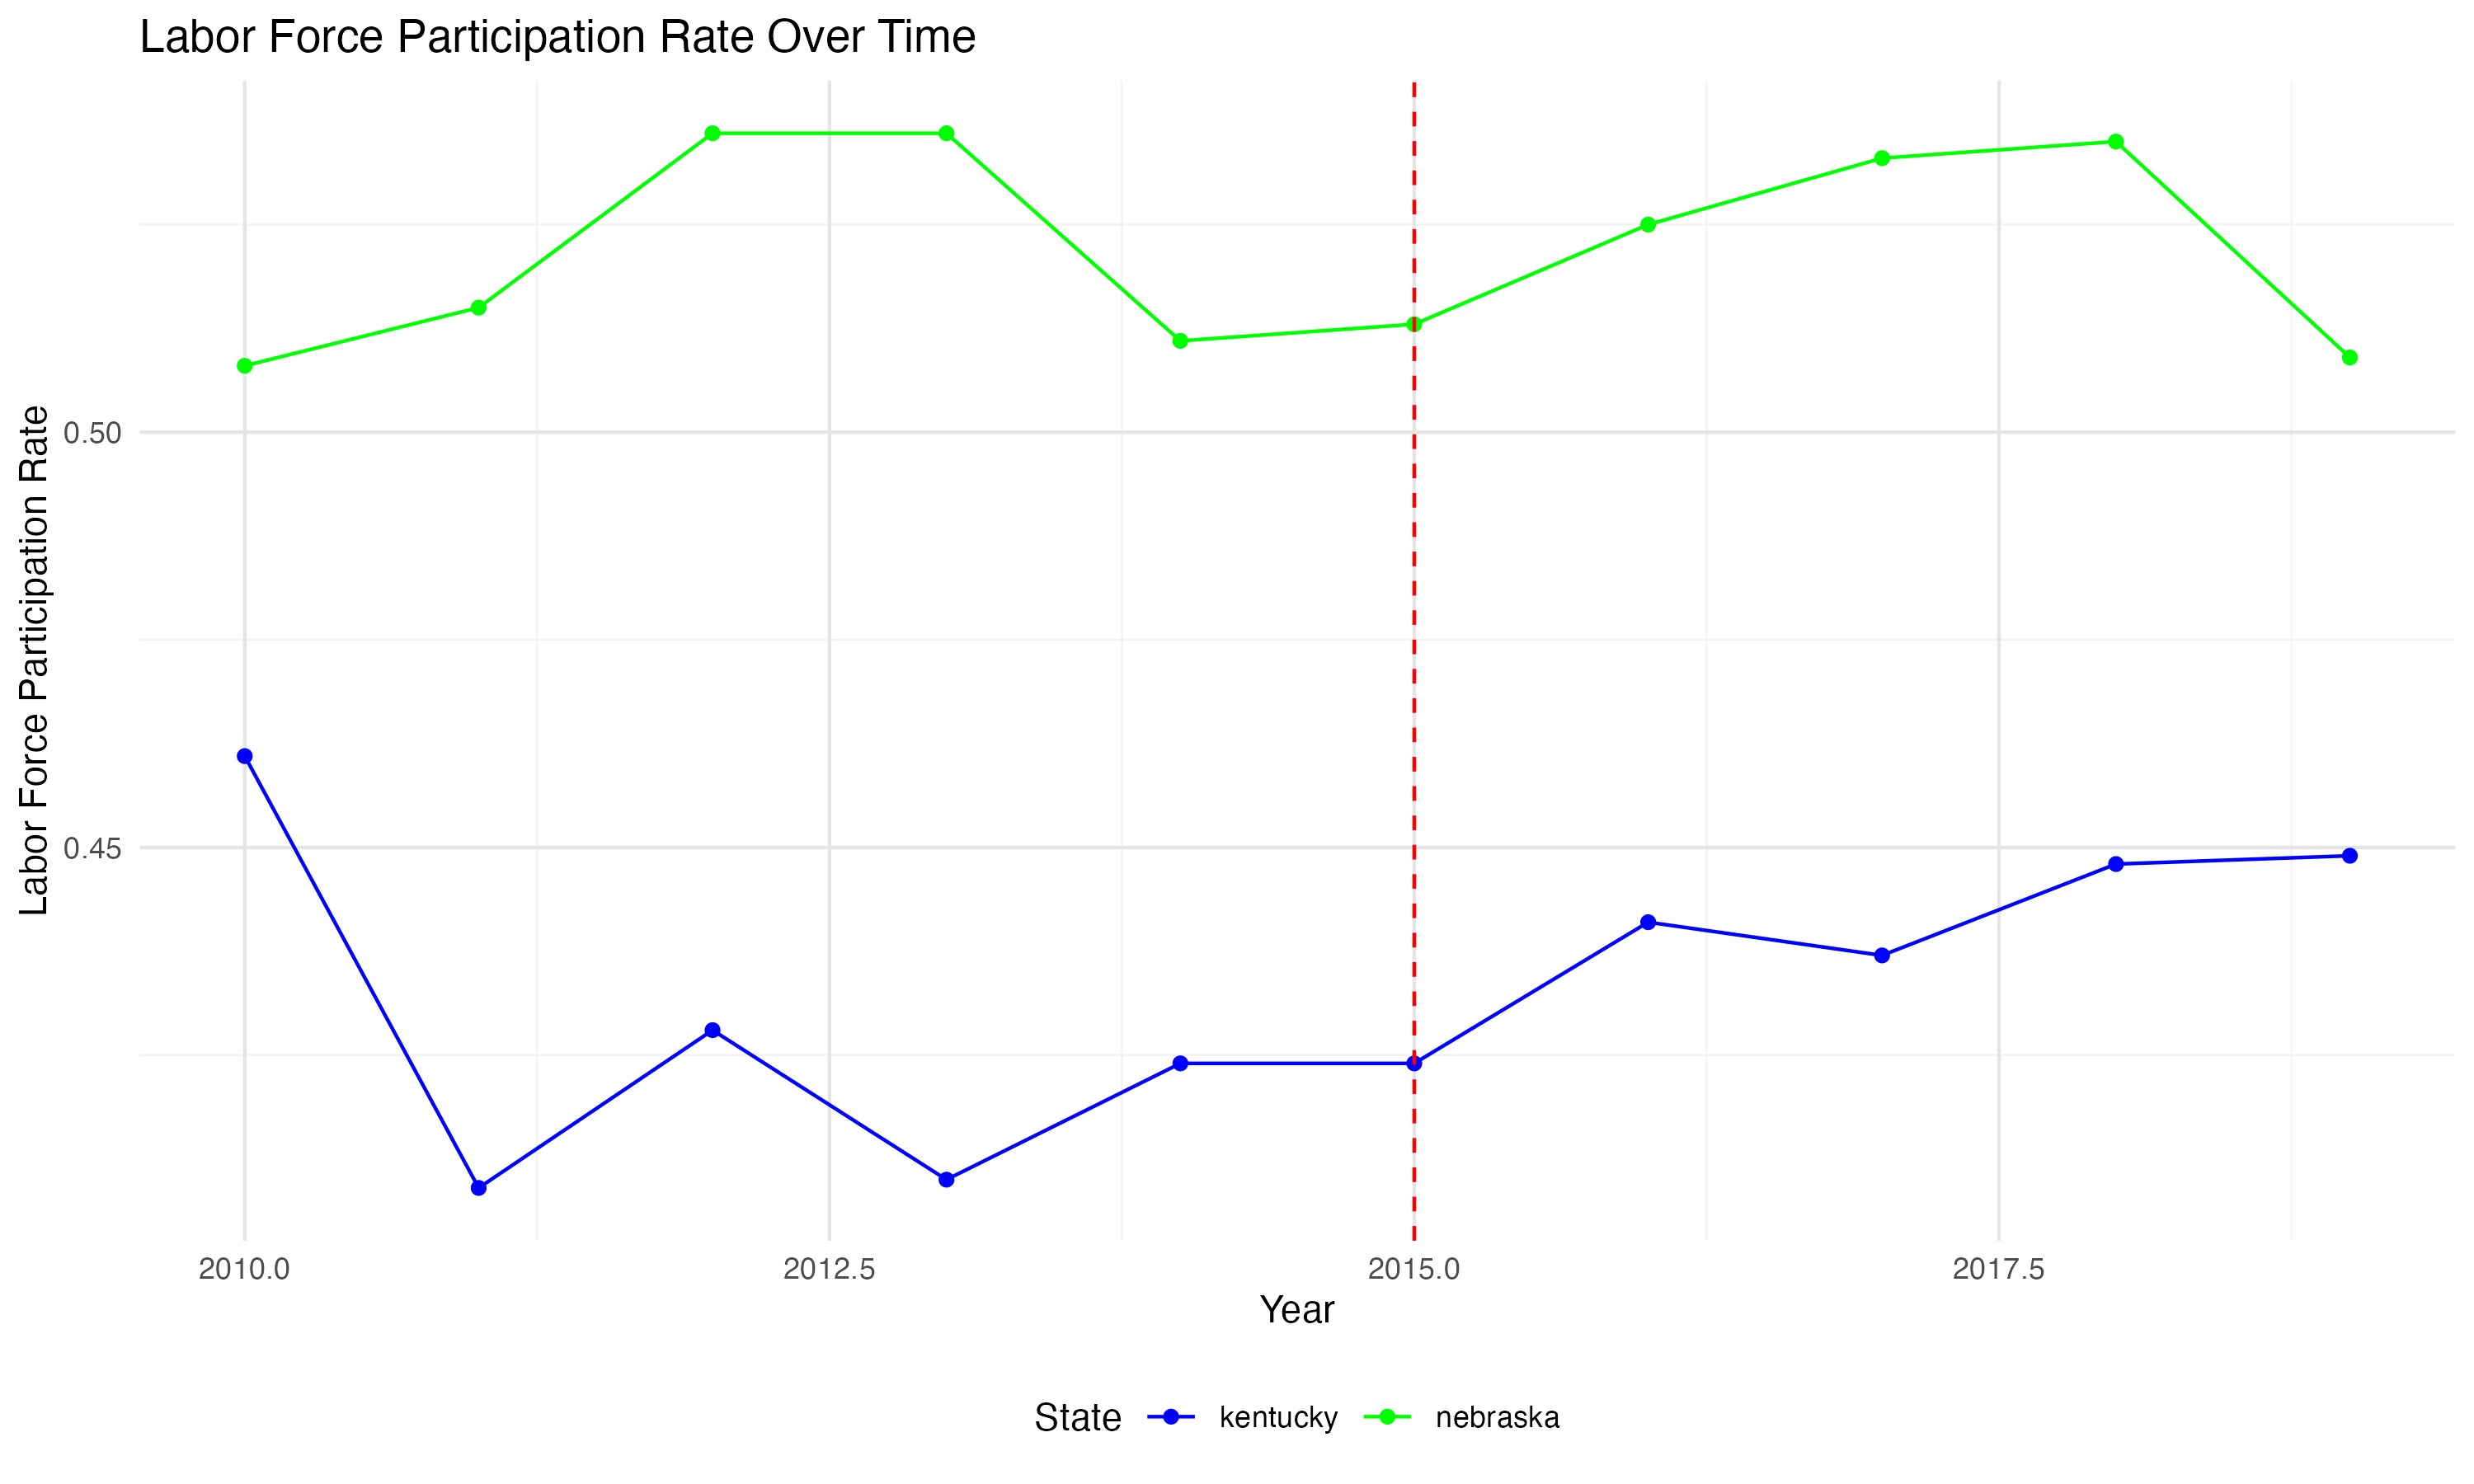 Labor Force Participation Rate Over Time
Labor Force Participation Rate
0.50
0.45
2010.0 2012.5 2015.0 2017.5
Year
State kentucky nebraska